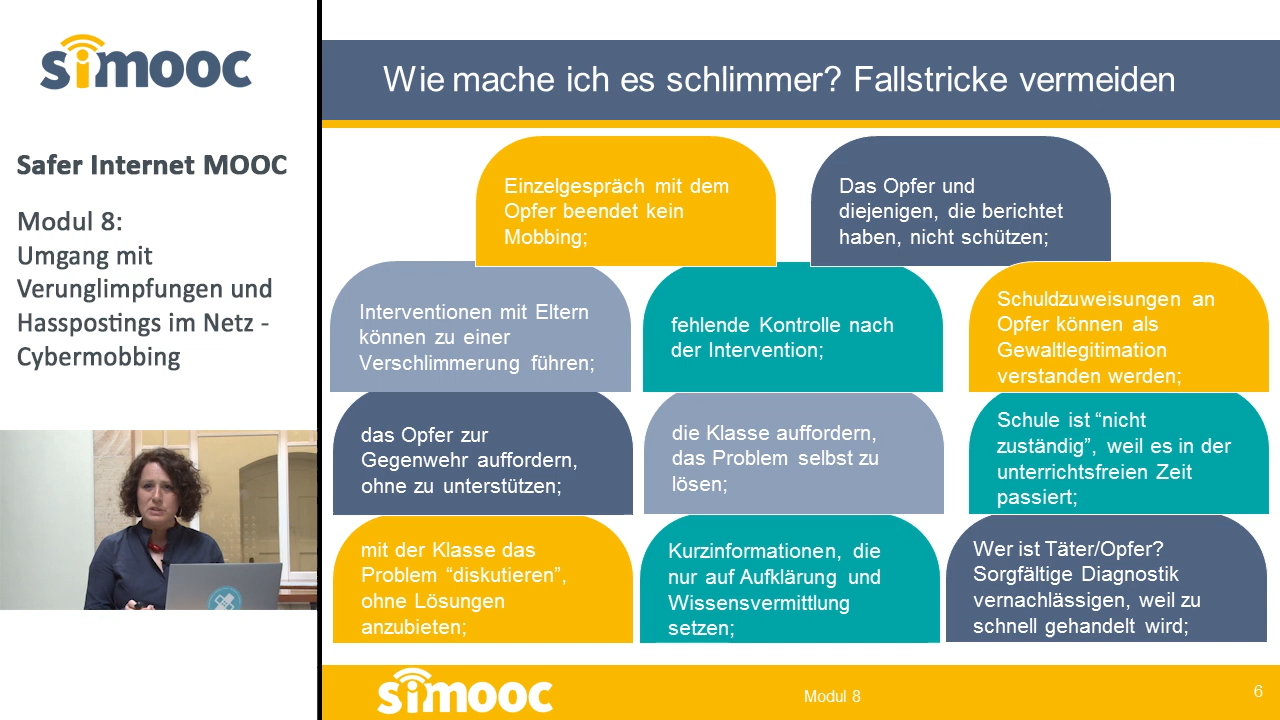 simooc
Safer Internet MOOC
Modul 8:
Umgang mit
Verunglimpfungen und
Hasspostings im Netz -
Cybermobbing
Wie mache ich es schlimmer? Fallstricke vermeiden
Einzelgespräch mit dem
Opfer beendet kein
Mobbing;
Das Opfer und
diejenigen, die berichtet
haben, nicht schützen;
Interventionen mit Eltern
können zu einer
Verschlimmerung führen;
fehlende Kontrolle nach
der Intervention;
Schuldzuweisungen an
Opfer können als
Gewaltlegitimation
verstanden werden;
das Opfer zur
Gegenwehr auffordern,
ohne zu unterstützen;
die Klasse auffordern,
das Problem selbst zu
lösen;
Schule ist “nicht
zuständig”, weil es in der
unterrichtsfreien Zeit
passiert;
mit der Klasse das
Problem “diskutieren”,
ohne Lösungen
anzubieten;
Kurzinformationen, die
nur auf Aufklärung und
Wissensvermittlung
setzen;
Wer ist Täter/Opfer?
Sorgfältige Diagnostik
vernachlässigen, weil zu
schnell gehandelt wird;
simooc
Modul 8
6